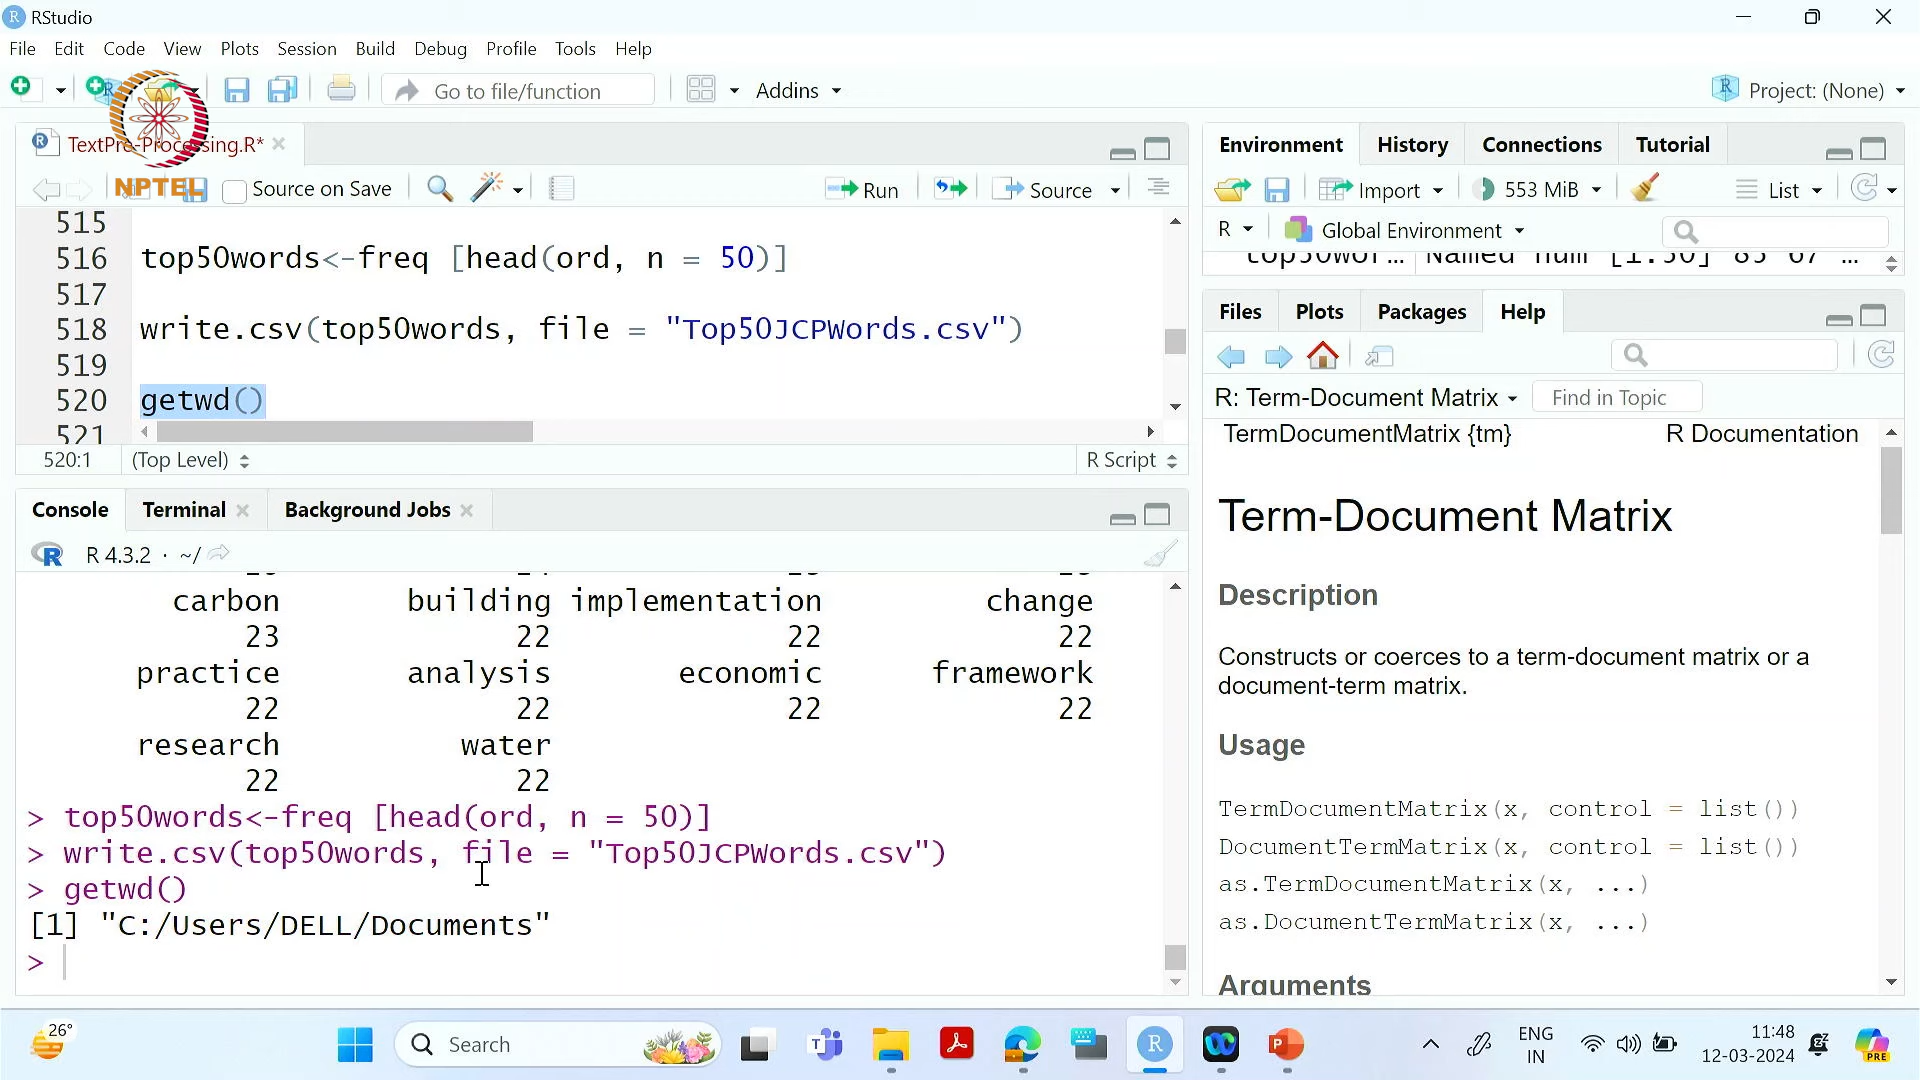 RStudio
File Edit Code View Plots Session Build Debug Profile Tools Help
Go to file/function Addins Project: (None)
TextPre-Processing.R*
NPTEL
Source on Save Run Source
515
516 top50words<-freq [head(ord, n = 50)]
517
518 write.csv(top50words, file = "Top50JCPWords.csv")
519
520 getwd()
521
520:1 (Top Level) R Script
Console Terminal Background Jobs
R 4.3.2 · ~/
carbon building implementation change
23 22 22 22
practice analysis economic framework
22 22 22 22
research water
22 22
> top50words<-freq [head(ord, n = 50)]
> write.csv(top50words, file = "Top50JCPWords.csv")
> getwd()
[1] "C:/Users/DELL/Documents"
>
Environment History Connections Tutorial
Import 553 MiB List
R Global Environment
top50wor… Named num [1:50] 85 67 ...
Files Plots Packages Help
R: Term-Document Matrix Find in Topic
TermDocumentMatrix {tm} R Documentation
Term-Document Matrix
Description
Constructs or coerces to a term-document matrix or a
document-term matrix.
Usage
TermDocumentMatrix(x, control = list())
DocumentTermMatrix(x, control = list())
as.TermDocumentMatrix(x, ...)
as.DocumentTermMatrix(x, ...)
Arguments
26°
Search
ENG
IN
11:48
12-03-2024
PRE